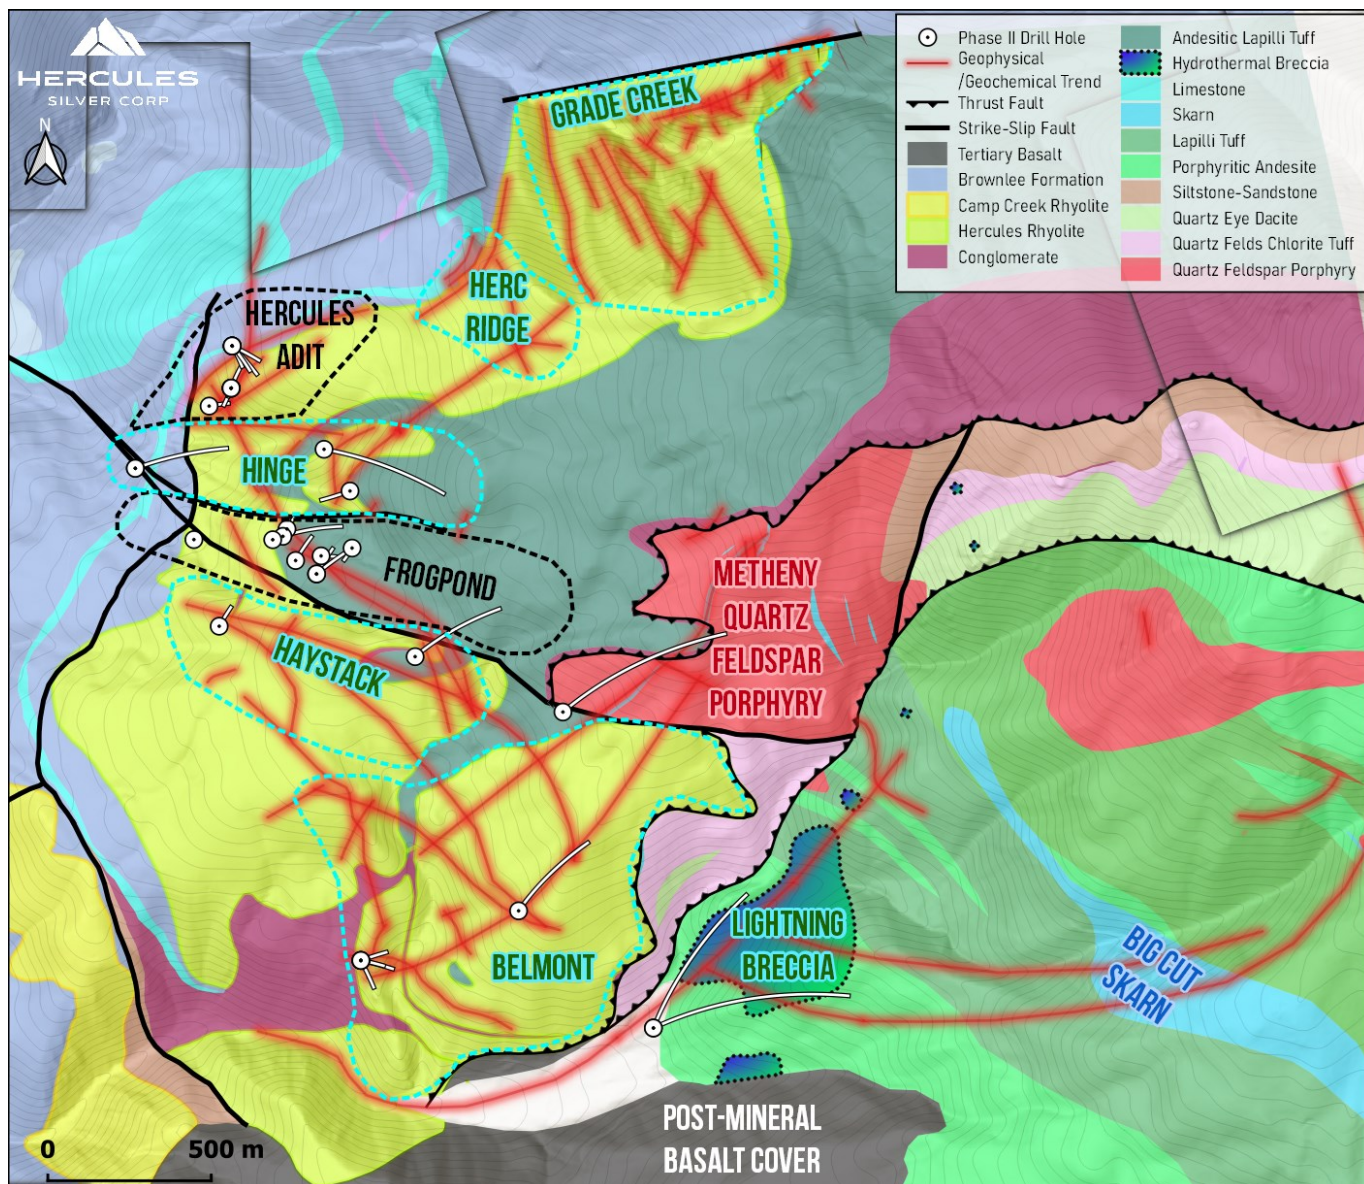 HERCULES
SILVER CORP
N
GRADE CREEK
HERC
RIDGE
HERCULES
ADIT
HINGE
FROGPOND
HAYSTACK
METHENY
QUARTZ
FELDSPAR
PORPHYRY
BELMONT
LIGHTNING
BRECCIA
BIG CUT
SKARN
POST-MINERAL
BASALT COVER
0 500 m
Phase II Drill Hole
Geophysical
/Geochemical Trend
Thrust Fault
Strike-Slip Fault
Tertiary Basalt
Brownlee Formation
Camp Creek Rhyolite
Hercules Rhyolite
Conglomerate
Andesitic Lapilli Tuff
Hydrothermal Breccia
Limestone
Skarn
Lapilli Tuff
Porphyritic Andesite
Siltstone-Sandstone
Quartz Eye Dacite
Quartz Felds Chlorite Tuff
Quartz Feldspar Porphyry